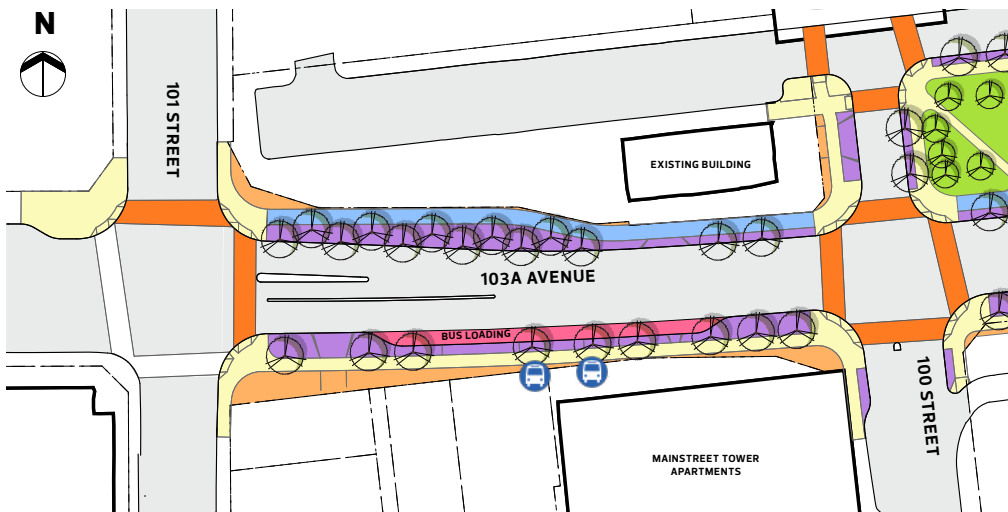 N
101 STREET
EXISTING BUILDING
103A AVENUE
BUS LOADING
100 STREET
MAINSTREET TOWER
APARTMENTS